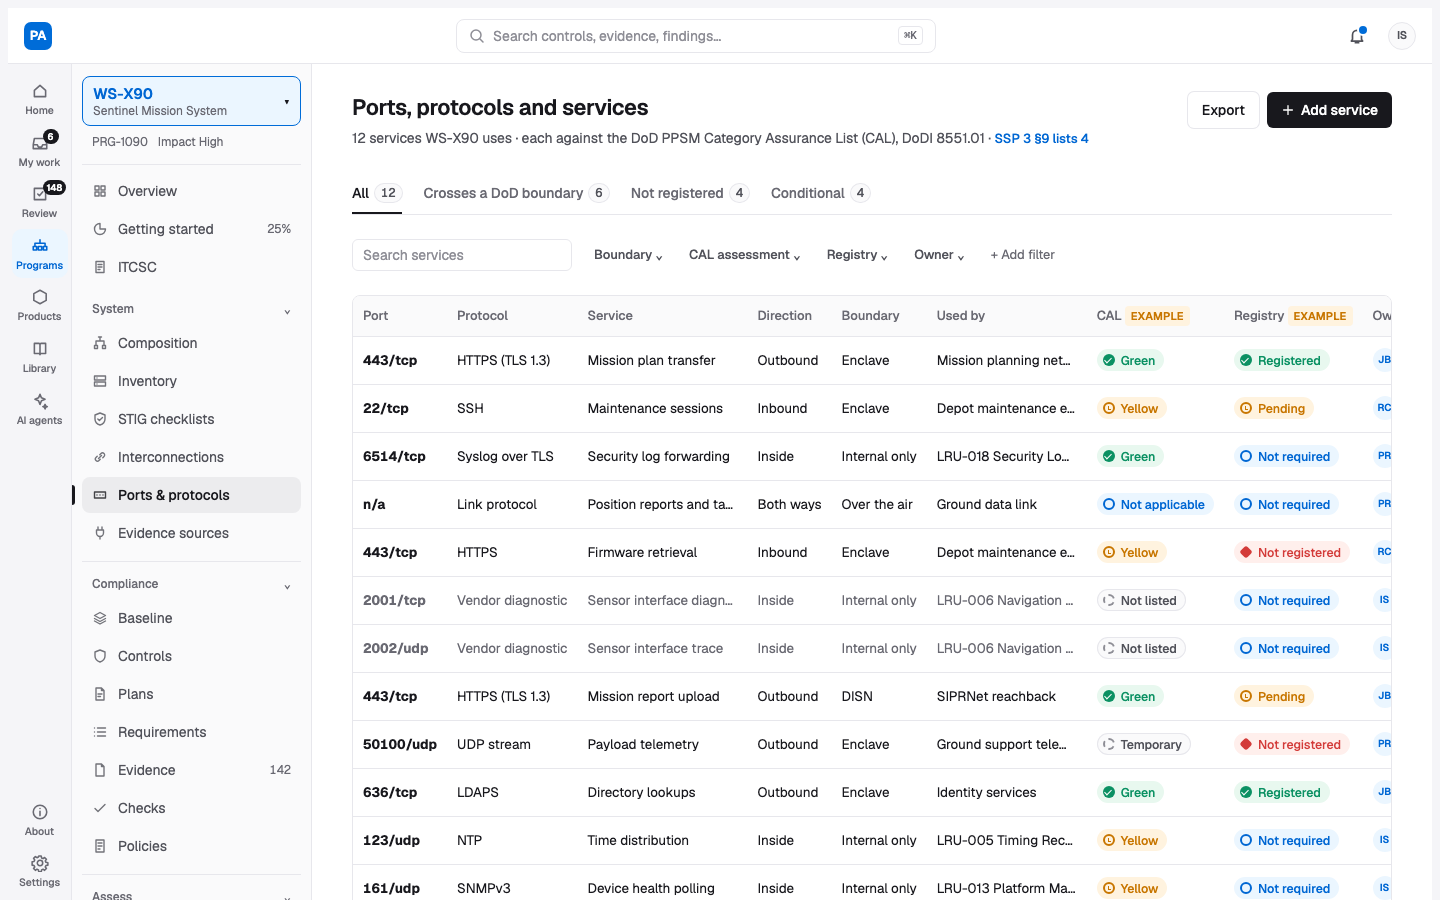 PA
Search controls, evidence, findings...
⌘K
IS
Home
6
My work
148
Review
Programs
Products
Library
AI agents
About
Settings
WS-X90
Sentinel Mission System
PRG-1090 Impact High
Overview
Getting started 25%
ITCSC
System
Composition
Inventory
STIG checklists
Interconnections
Ports & protocols
Evidence sources
Compliance
Baseline
Controls
Plans
Requirements
Evidence 142
Checks
Policies
Assess
Ports, protocols and services
12 services WS-X90 uses · each against the DoD PPSM Category Assurance List (CAL), DoDI 8551.01 · SSP 3 §9 lists 4
Export
+ Add service
All 12 Crosses a DoD boundary 6 Not registered 4 Conditional 4
Search services Boundary CAL assessment Registry Owner + Add filter
Port Protocol Service Direction Boundary Used by CAL EXAMPLE Registry EXAMPLE Ow
443/tcp HTTPS (TLS 1.3) Mission plan transfer Outbound Enclave Mission planning net... Green Registered JB
22/tcp SSH Maintenance sessions Inbound Enclave Depot maintenance e... Yellow Pending RC
6514/tcp Syslog over TLS Security log forwarding Inside Internal only LRU-018 Security Lo... Green Not required PR
n/a Link protocol Position reports and ta... Both ways Over the air Ground data link Not applicable Not required PR
443/tcp HTTPS Firmware retrieval Inbound Enclave Depot maintenance e... Yellow Not registered RC
2001/tcp Vendor diagnostic Sensor interface diagn... Inside Internal only LRU-006 Navigation ... Not listed Not required IS
2002/udp Vendor diagnostic Sensor interface trace Inside Internal only LRU-006 Navigation ... Not listed Not required IS
443/tcp HTTPS (TLS 1.3) Mission report upload Outbound DISN SIPRNet reachback Green Pending JB
50100/udp UDP stream Payload telemetry Outbound Enclave Ground support tele... Temporary Not registered PR
636/tcp LDAPS Directory lookups Outbound Enclave Identity services Green Registered JB
123/udp NTP Time distribution Inside Internal only LRU-005 Timing Rec... Yellow Not required IS
161/udp SNMPv3 Device health polling Inside Internal only LRU-013 Platform Ma... Yellow Not required IS